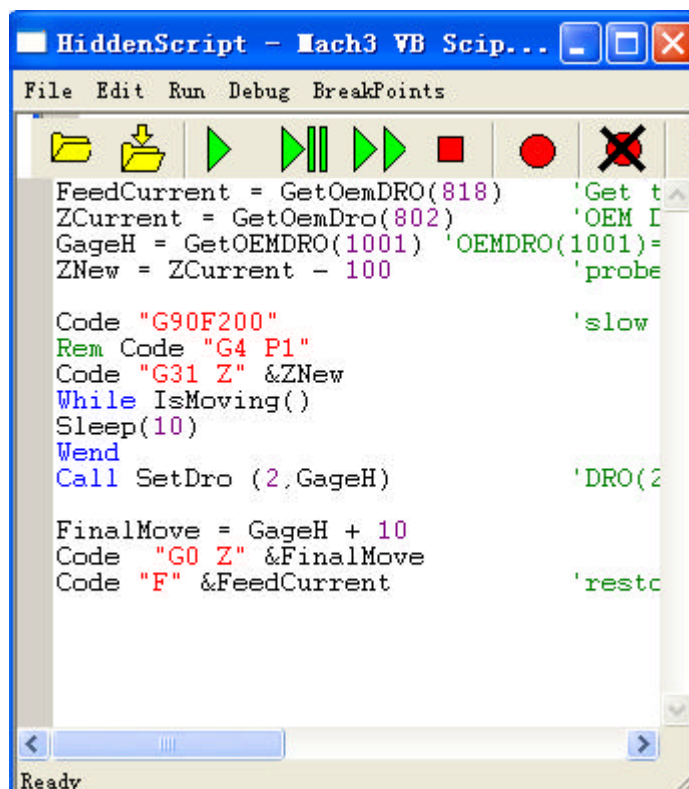 HiddenScript - Mach3 VB Scip...
File Edit Run Debug BreakPoints
FeedCurrent = GetOemDRO(818) 'Get t
ZCurrent = GetOemDro(802) 'OEM D
GageH = GetOEMDRO(1001) 'OEMDRO(1001)=
ZNew = ZCurrent - 100 'probe
Code "G90F200" 'slow
Rem Code "G4 P1"
Code "G31 Z" &ZNew
While IsMoving()
Sleep(10)
Wend
Call SetDro (2,GageH) 'DRO(2
FinalMove = GageH + 10
Code "G0 Z" &FinalMove
Code "F" &FeedCurrent 'resto
Ready